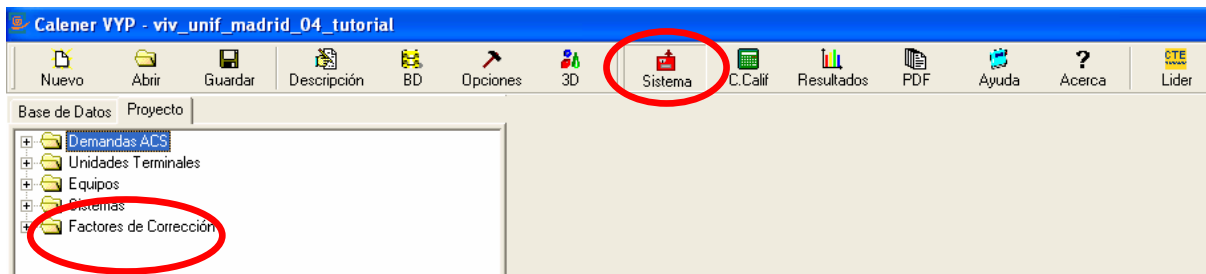 Calener VYP - viv_unif_madrid_04_tutorial
CTE
Nuevo Abrir Guardar Descripción BD Opciones 3D Sistema C.Calif Resultados PDF Ayuda Acerca Lider
Base de Datos Proyecto
Demandas ACS
Unidades Terminales
Equipos
Sistemas
Factores de Corrección